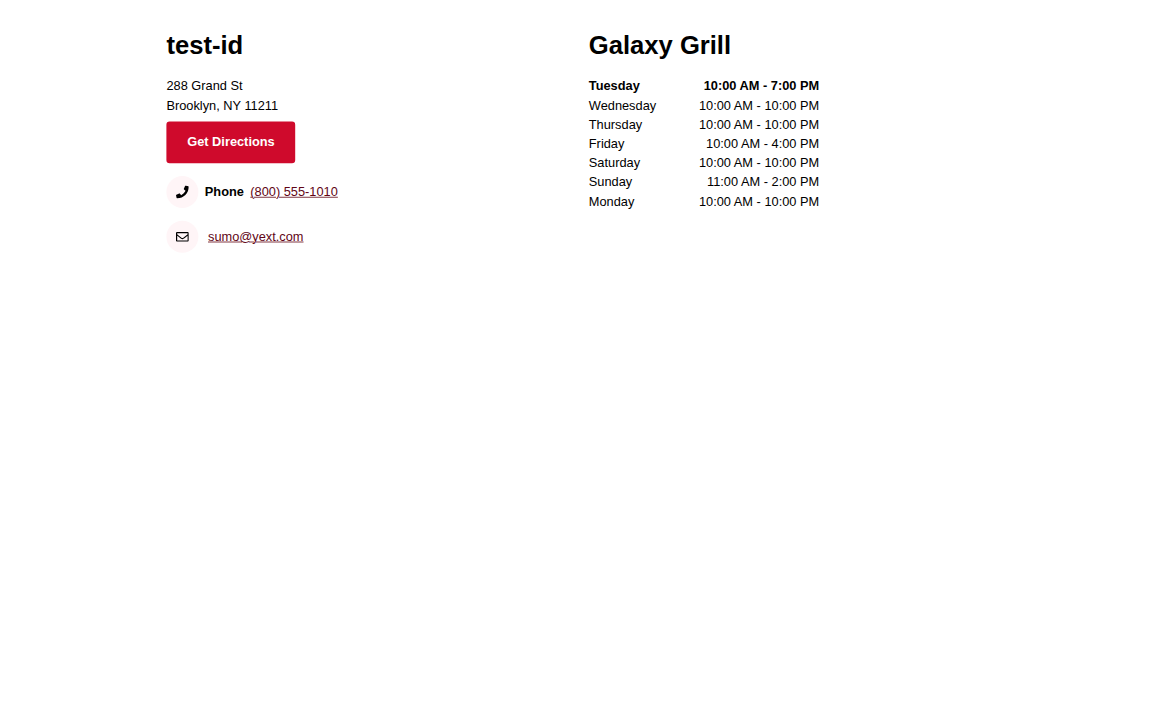 test-id
288 Grand St
Brooklyn, NY 11211
Get Directions
Phone (800) 555-1010
sumo@yext.com
Galaxy Grill
Tuesday 10:00 AM - 7:00 PM
Wednesday 10:00 AM - 10:00 PM
Thursday 10:00 AM - 10:00 PM
Friday 10:00 AM - 4:00 PM
Saturday 10:00 AM - 10:00 PM
Sunday 11:00 AM - 2:00 PM
Monday 10:00 AM - 10:00 PM